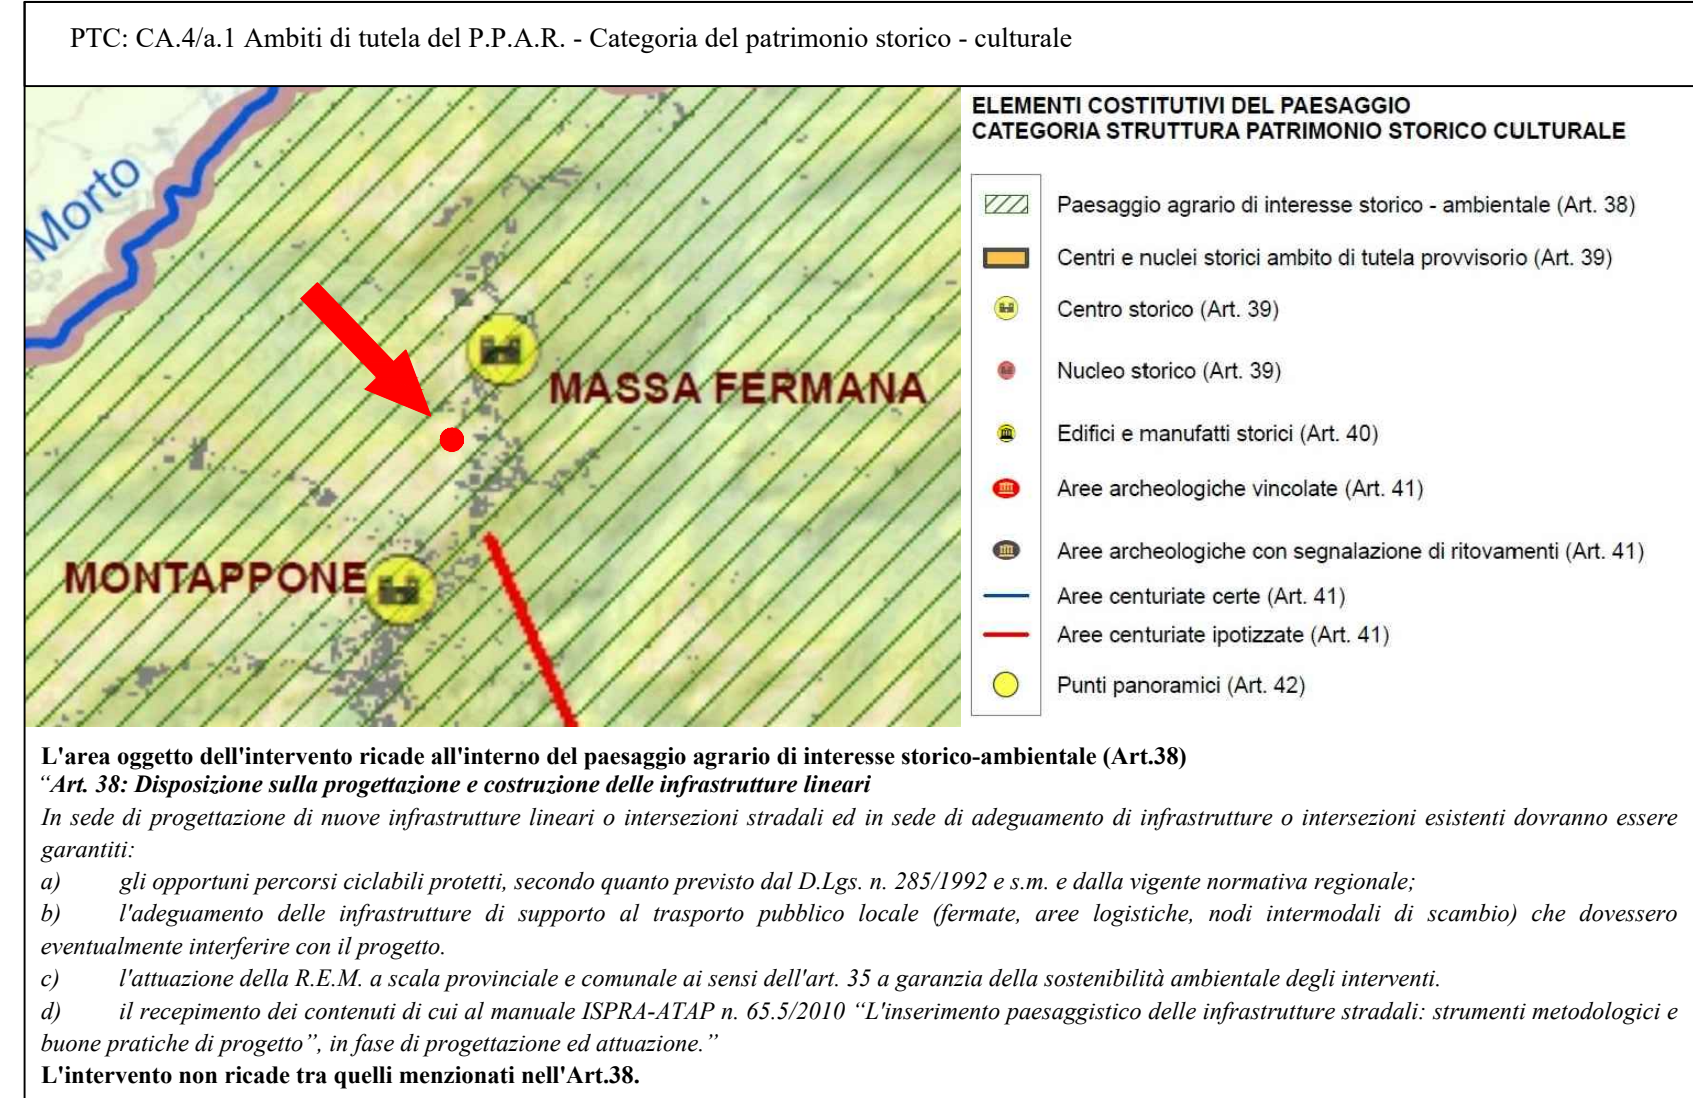 PTC: CA.4/a.1 Ambiti di tutela del P.P.A.R. - Categoria del patrimonio storico - culturale
Morto
MASSA FERMANA
MONTAPPONE
ELEMENTI COSTITUTIVI DEL PAESAGGIO
CATEGORIA STRUTTURA PATRIMONIO STORICO CULTURALE
Paesaggio agrario di interesse storico - ambientale (Art. 38)
Centri e nuclei storici ambito di tutela provvisorio (Art. 39)
Centro storico (Art. 39)
Nucleo storico (Art. 39)
Edifici e manufatti storici (Art. 40)
Aree archeologiche vincolate (Art. 41)
Aree archeologiche con segnalazione di ritovamenti (Art. 41)
Aree centuriate certe (Art. 41)
Aree centuriate ipotizzate (Art. 41)
Punti panoramici (Art. 42)
L'area oggetto dell'intervento ricade all'interno del paesaggio agrario di interesse storico-ambientale (Art.38)
“Art. 38: Disposizione sulla progettazione e costruzione delle infrastrutture lineari
In sede di progettazione di nuove infrastrutture lineari o intersezioni stradali ed in sede di adeguamento di infrastrutture o intersezioni esistenti dovranno essere
garantiti:
a) gli opportuni percorsi ciclabili protetti, secondo quanto previsto dal D.Lgs. n. 285/1992 e s.m. e dalla vigente normativa regionale;
b) l'adeguamento delle infrastrutture di supporto al trasporto pubblico locale (fermate, aree logistiche, nodi intermodali di scambio) che dovessero
eventualmente interferire con il progetto.
c) l'attuazione della R.E.M. a scala provinciale e comunale ai sensi dell'art. 35 a garanzia della sostenibilità ambientale degli interventi.
d) il recepimento dei contenuti di cui al manuale ISPRA-ATAP n. 65.5/2010 “L'inserimento paesaggistico delle infrastrutture stradali: strumenti metodologici e
buone pratiche di progetto”, in fase di progettazione ed attuazione.”
L'intervento non ricade tra quelli menzionati nell'Art.38.